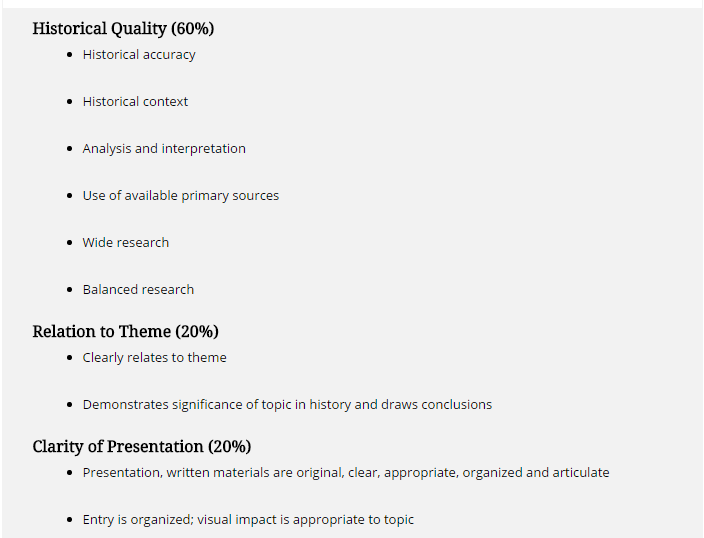 Historical Quality (60%)
• Historical accuracy
• Historical context
• Analysis and interpretation
• Use of available primary sources
• Wide research
• Balanced research
Relation to Theme (20%)
• Clearly relates to theme
• Demonstrates significance of topic in history and draws conclusions
Clarity of Presentation (20%)
• Presentation, written materials are original, clear, appropriate, organized and articulate
• Entry is organized; visual impact is appropriate to topic